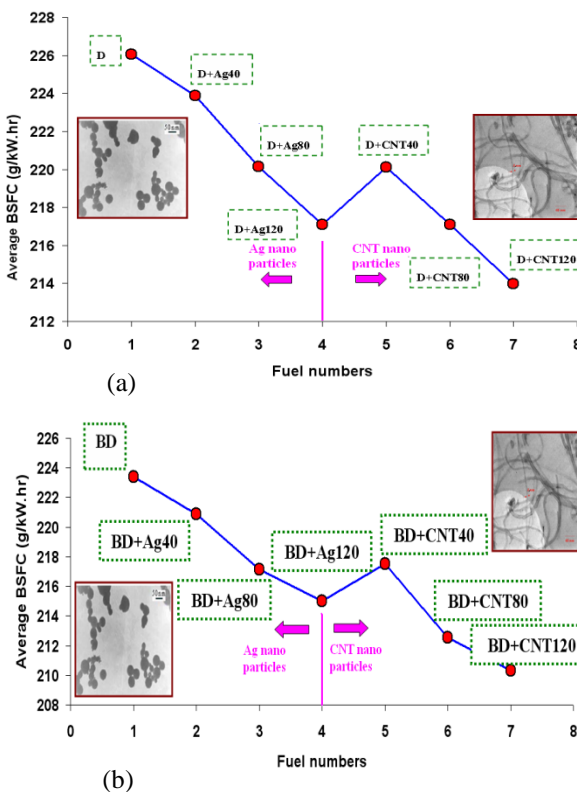 228
226
224
222
220
218
216
214
212
Average BSFC (g/kW.hr)
D
D+Ag40
D+Ag80
D+Ag120
D+CNT40
D+CNT80
D+CNT120
50nm
Ag nano
particles
CNT nano
particles
0 1 2 3 4 5 6 7 8
Fuel numbers
(a)
226
224
222
220
218
216
214
212
210
208
Average BSFC (g/kW.hr)
BD
BD+Ag40
BD+Ag80
BD+Ag120
BD+CNT40
BD+CNT80
BD+CNT120
50nm
Ag nano
particles
CNT nano
particles
0 1 2 3 4 5 6 7 8
Fuel numbers
(b)